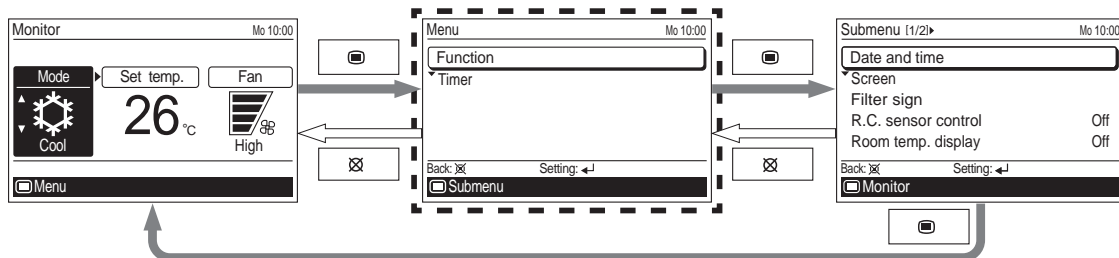 Monitor
Mo 10:00
Mode
Set temp.
Fan
26 °C
Cool
High
Menu
Menu
Mo 10:00
Function
Timer
Back:
Setting:
Submenu
Submenu [1/2]
Mo 10:00
Date and time
Screen
Filter sign
R.C. sensor control Off
Room temp. display Off
Back:
Setting:
Monitor